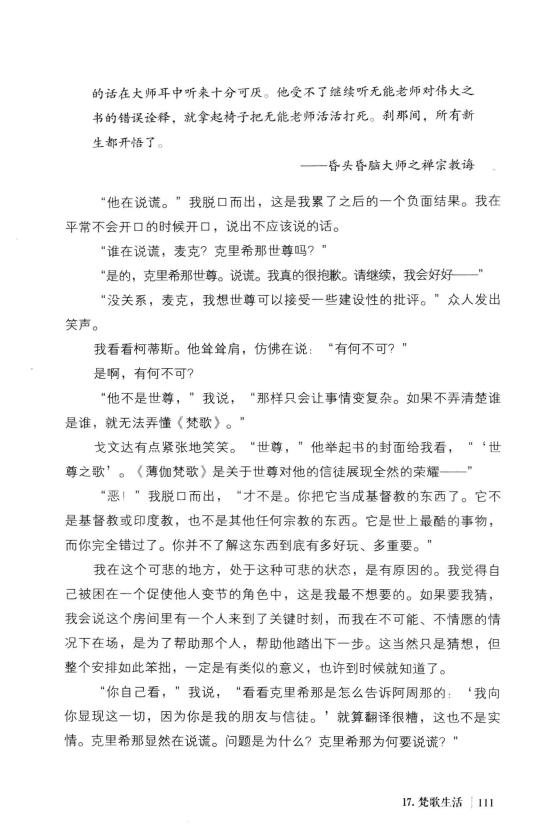 的话在大师耳中听来十分可厌。他受不了继续听无能老师对伟大之
书的错误诠释，就拿起椅子把无能老师活活打死。刹那间，所有新
生都开悟了。
——昏头昏脑大师之禅宗教诲
“他在说谎。”我脱口而出，这是我累了之后的一个负面结果。我在
平常不会开口的时候开口，说出不应该说的话。
“谁在说谎，麦克？克里希那世尊吗？”
“是的，克里希那世尊。说谎。我真的很抱歉。请继续，我会好好——”
“没关系，麦克，我想世尊可以接受一些建设性的批评。”众人发出
笑声。
我看看柯蒂斯。他耸耸肩，仿佛在说：“有何不可？”
是啊，有何不可？
“他不是世尊，”我说，“那样只会让事情变复杂。如果不弄清楚谁
是谁，就无法弄懂《梵歌》。”
戈文达有点紧张地笑笑。“世尊，”他举起书的封面给我看，“‘世
尊之歌’。《薄伽梵歌》是关于世尊对他的信徒展现全然的荣耀——”
“恶！”我脱口而出，“才不是。你把它当成基督教的东西了。它不
是基督教或印度教，也不是其他任何宗教的东西。它是世上最酷的事物，
而你完全错过了。你并不了解这东西到底有多好玩、多重要。”
我在这个可悲的地方，处于这种可悲的状态，是有原因的。我觉得自
己被困在一个促使他人变节的角色中，这是我最不想要的。如果要我猜，
我会说这个房间里有一个人来到了关键时刻，而我在不可能、不情愿的情
况下在场，是为了帮助那个人，帮助他踏出下一步。这当然只是猜想，但
整个安排如此笨拙，一定是有类似的意义，也许到时候就知道了。
“你自己看，”我说，“看看克里希那是怎么告诉阿周那的：‘我向
你显现这一切，因为你是我的朋友与信徒。’就算翻译很糟，这也不是实
情。克里希那显然在说谎。问题是为什么？克里希那为何要说谎？”
17. 梵歌生活 | 111